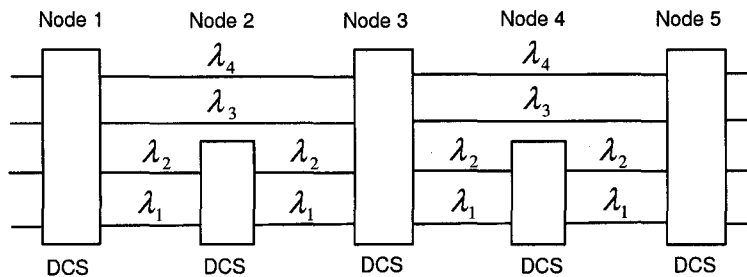 Node 1 Node 2 Node 3 Node 4 Node 5
λ₄ λ₄
λ₃ λ₃
λ₂ λ₂ λ₂ λ₂
λ₁ λ₁ λ₁ λ₁
DCS DCS DCS DCS DCS